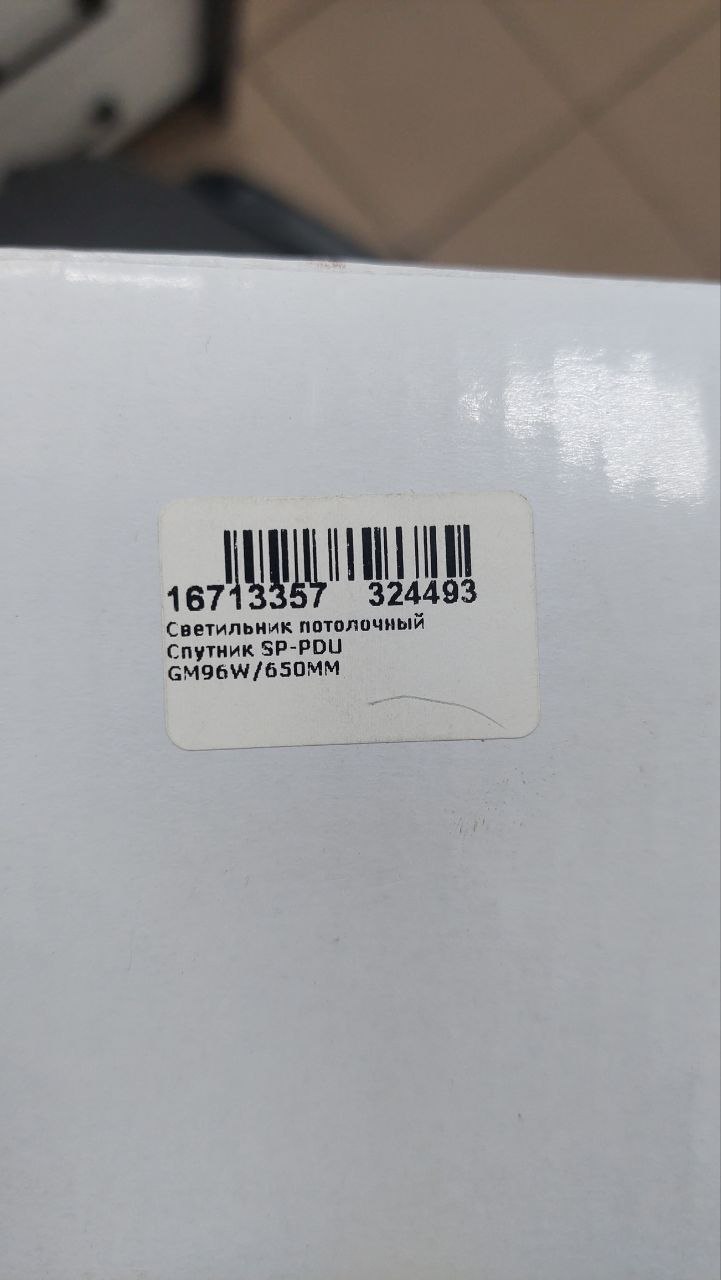 16713357 324493
Светильник потолочный
Спутник SP-PDU
GM96W/650MM